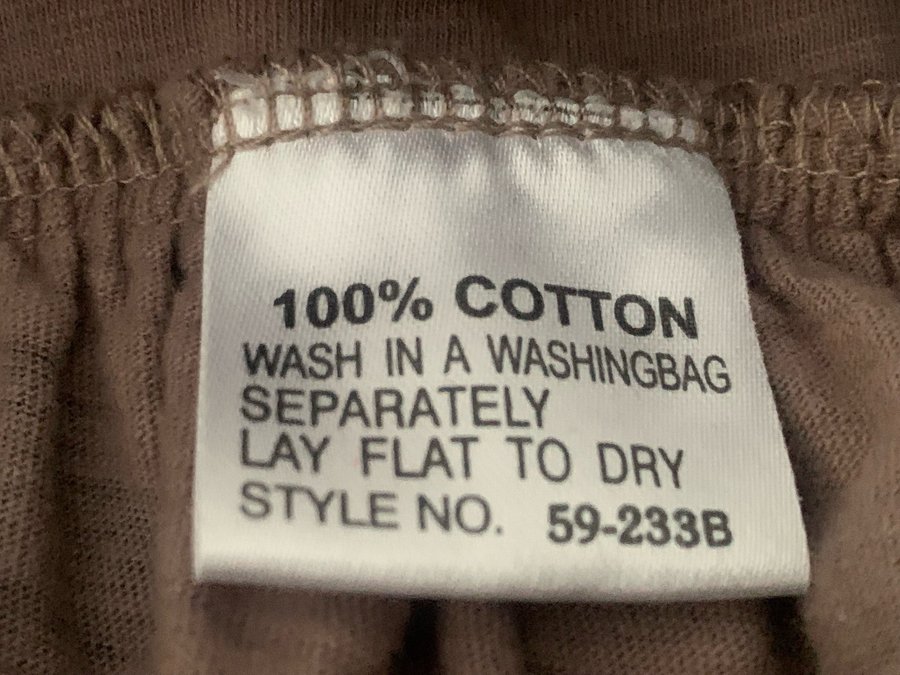 100% COTTON
WASH IN A WASHINGBAG
SEPARATELY
LAY FLAT TO DRY
STYLE NO. 59-233B